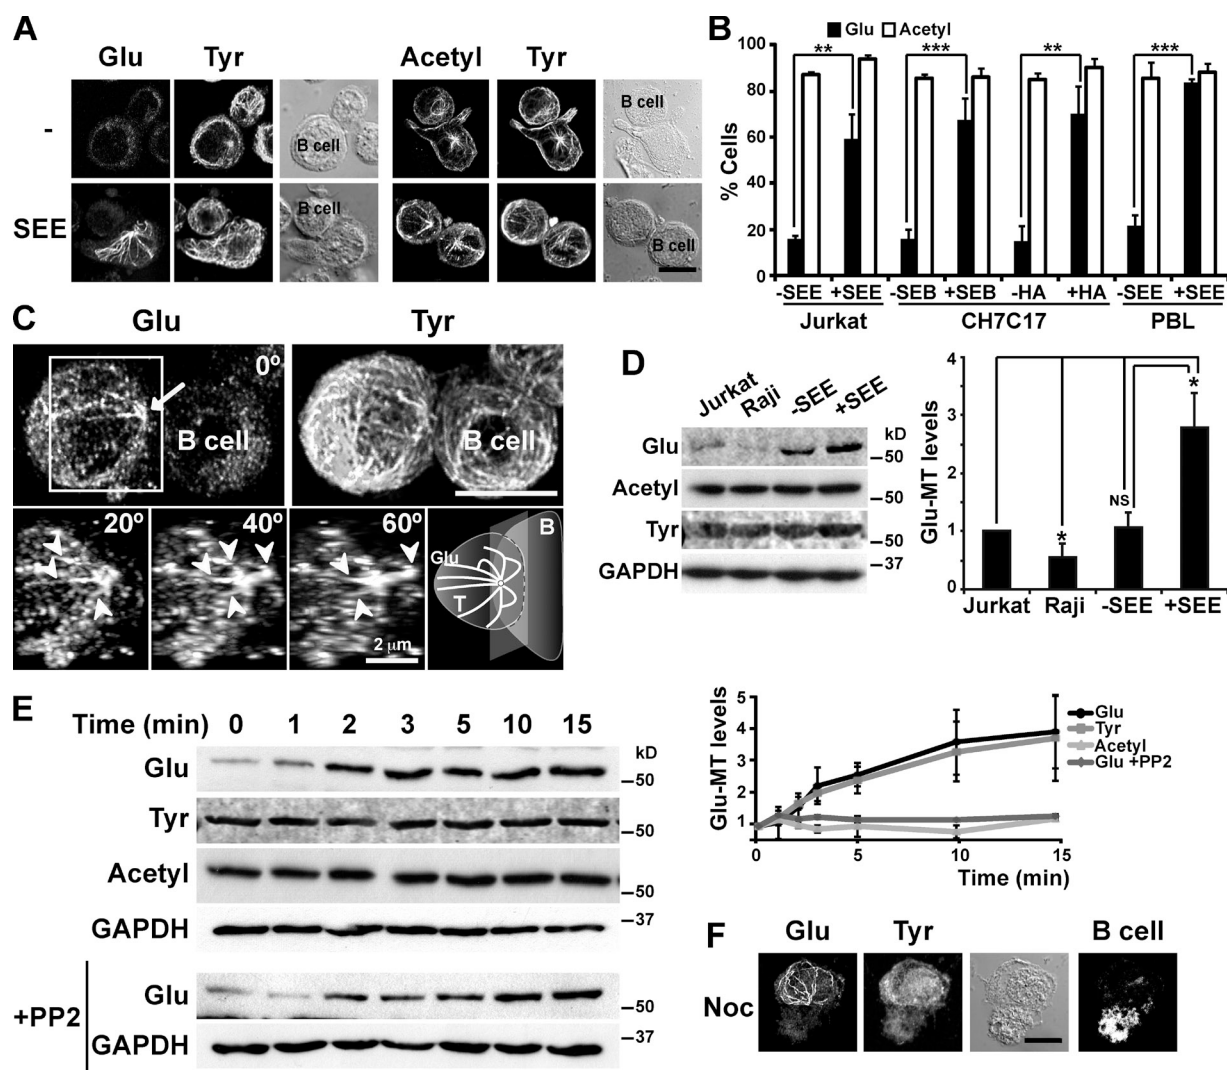 A
Glu Tyr Acetyl Tyr
-
B cell
B cell
SEE
B cell
B cell
B
Glu Acetyl
% Cells
100
80
60
40
20
0
** *** ** ***
-SEE +SEE -SEB +SEB -HA +HA -SEE +SEE
Jurkat CH7C17 PBL
C
Glu Tyr
0º
B cell
B cell
20º 40º 60º
2 μm
Glu
T
B
D
Jurkat Raji -SEE +SEE
kD
Glu
50
Acetyl
50
Tyr
50
GAPDH
37
Glu-MT levels
4
3
2
1
0
* NS *
Jurkat Raji -SEE +SEE
E
Time (min) 0 1 2 3 5 10 15
kD
Glu
50
Tyr
50
Acetyl
50
GAPDH
37
+PP2
Glu
50
GAPDH
37
Glu-MT levels
5
4
3
2
1
0 5 10 15
Time (min)
Glu
Tyr
Acetyl
Glu +PP2
F
Glu Tyr B cell
Noc